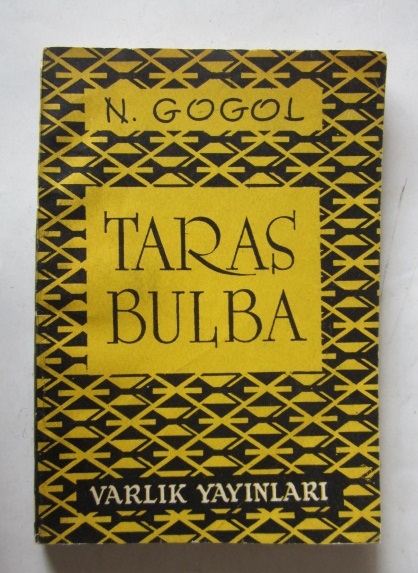 N. GOGOL
TARAS
BULBA
VARLIK YAYINLARI